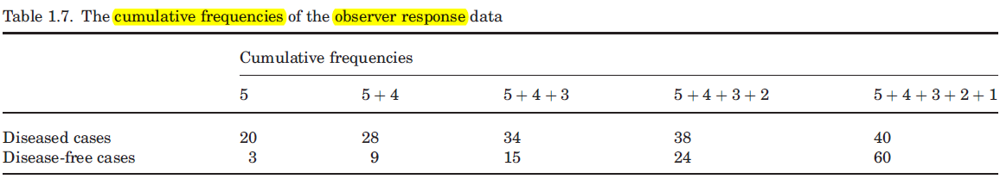 Table 1.7. The cumulative frequencies of the observer response data
Cumulative frequencies
5 5 + 4 5 + 4 + 3 5 + 4 + 3 + 2 5 + 4 + 3 + 2 + 1
Diseased cases 20 28 34 38 40
Disease-free cases 3 9 15 24 60